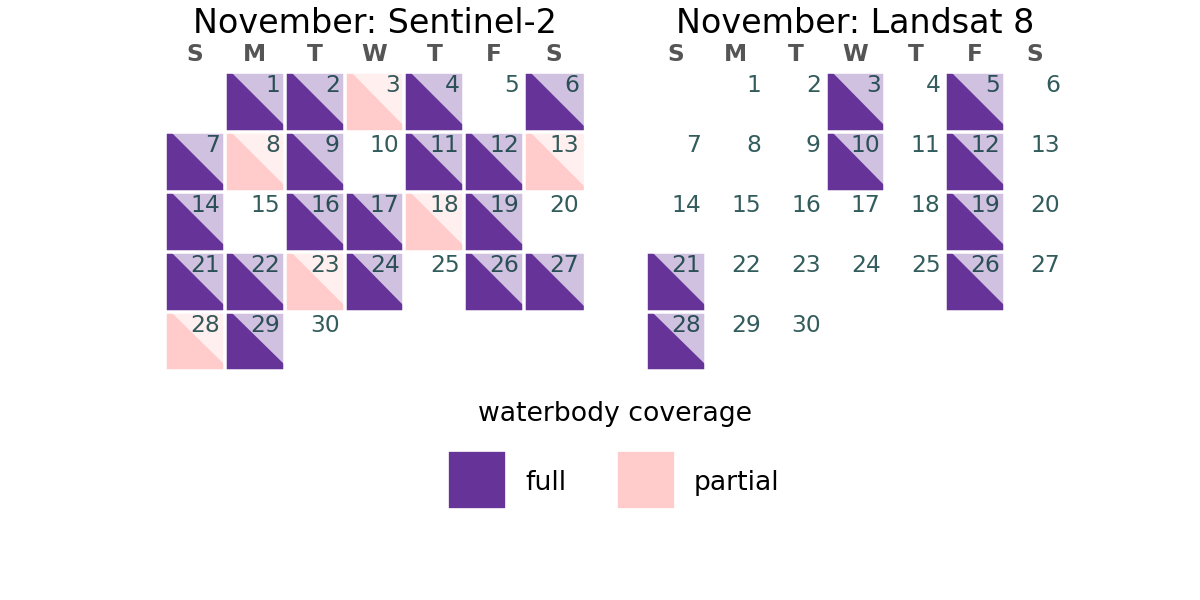 November: Sentinel-2
S M T W T F S
1 2 3 4 5 6
7 8 9 10 11 12 13
14 15 16 17 18 19 20
21 22 23 24 25 26 27
28 29 30
November: Landsat 8
S M T W T F S
1 2 3 4 5 6
7 8 9 10 11 12 13
14 15 16 17 18 19 20
21 22 23 24 25 26 27
28 29 30
waterbody coverage
full
partial